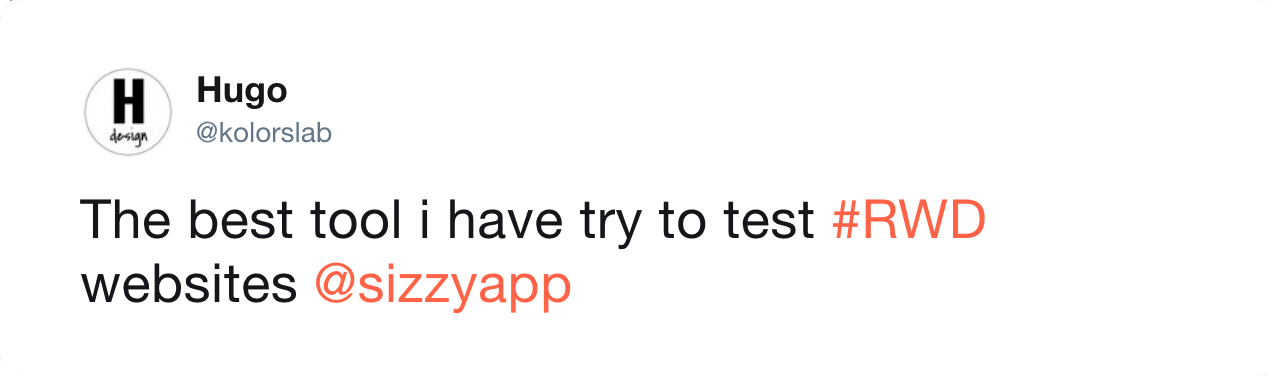 H
design
Hugo
@kolorslab
The best tool i have try to test #RWD
websites @sizzyapp